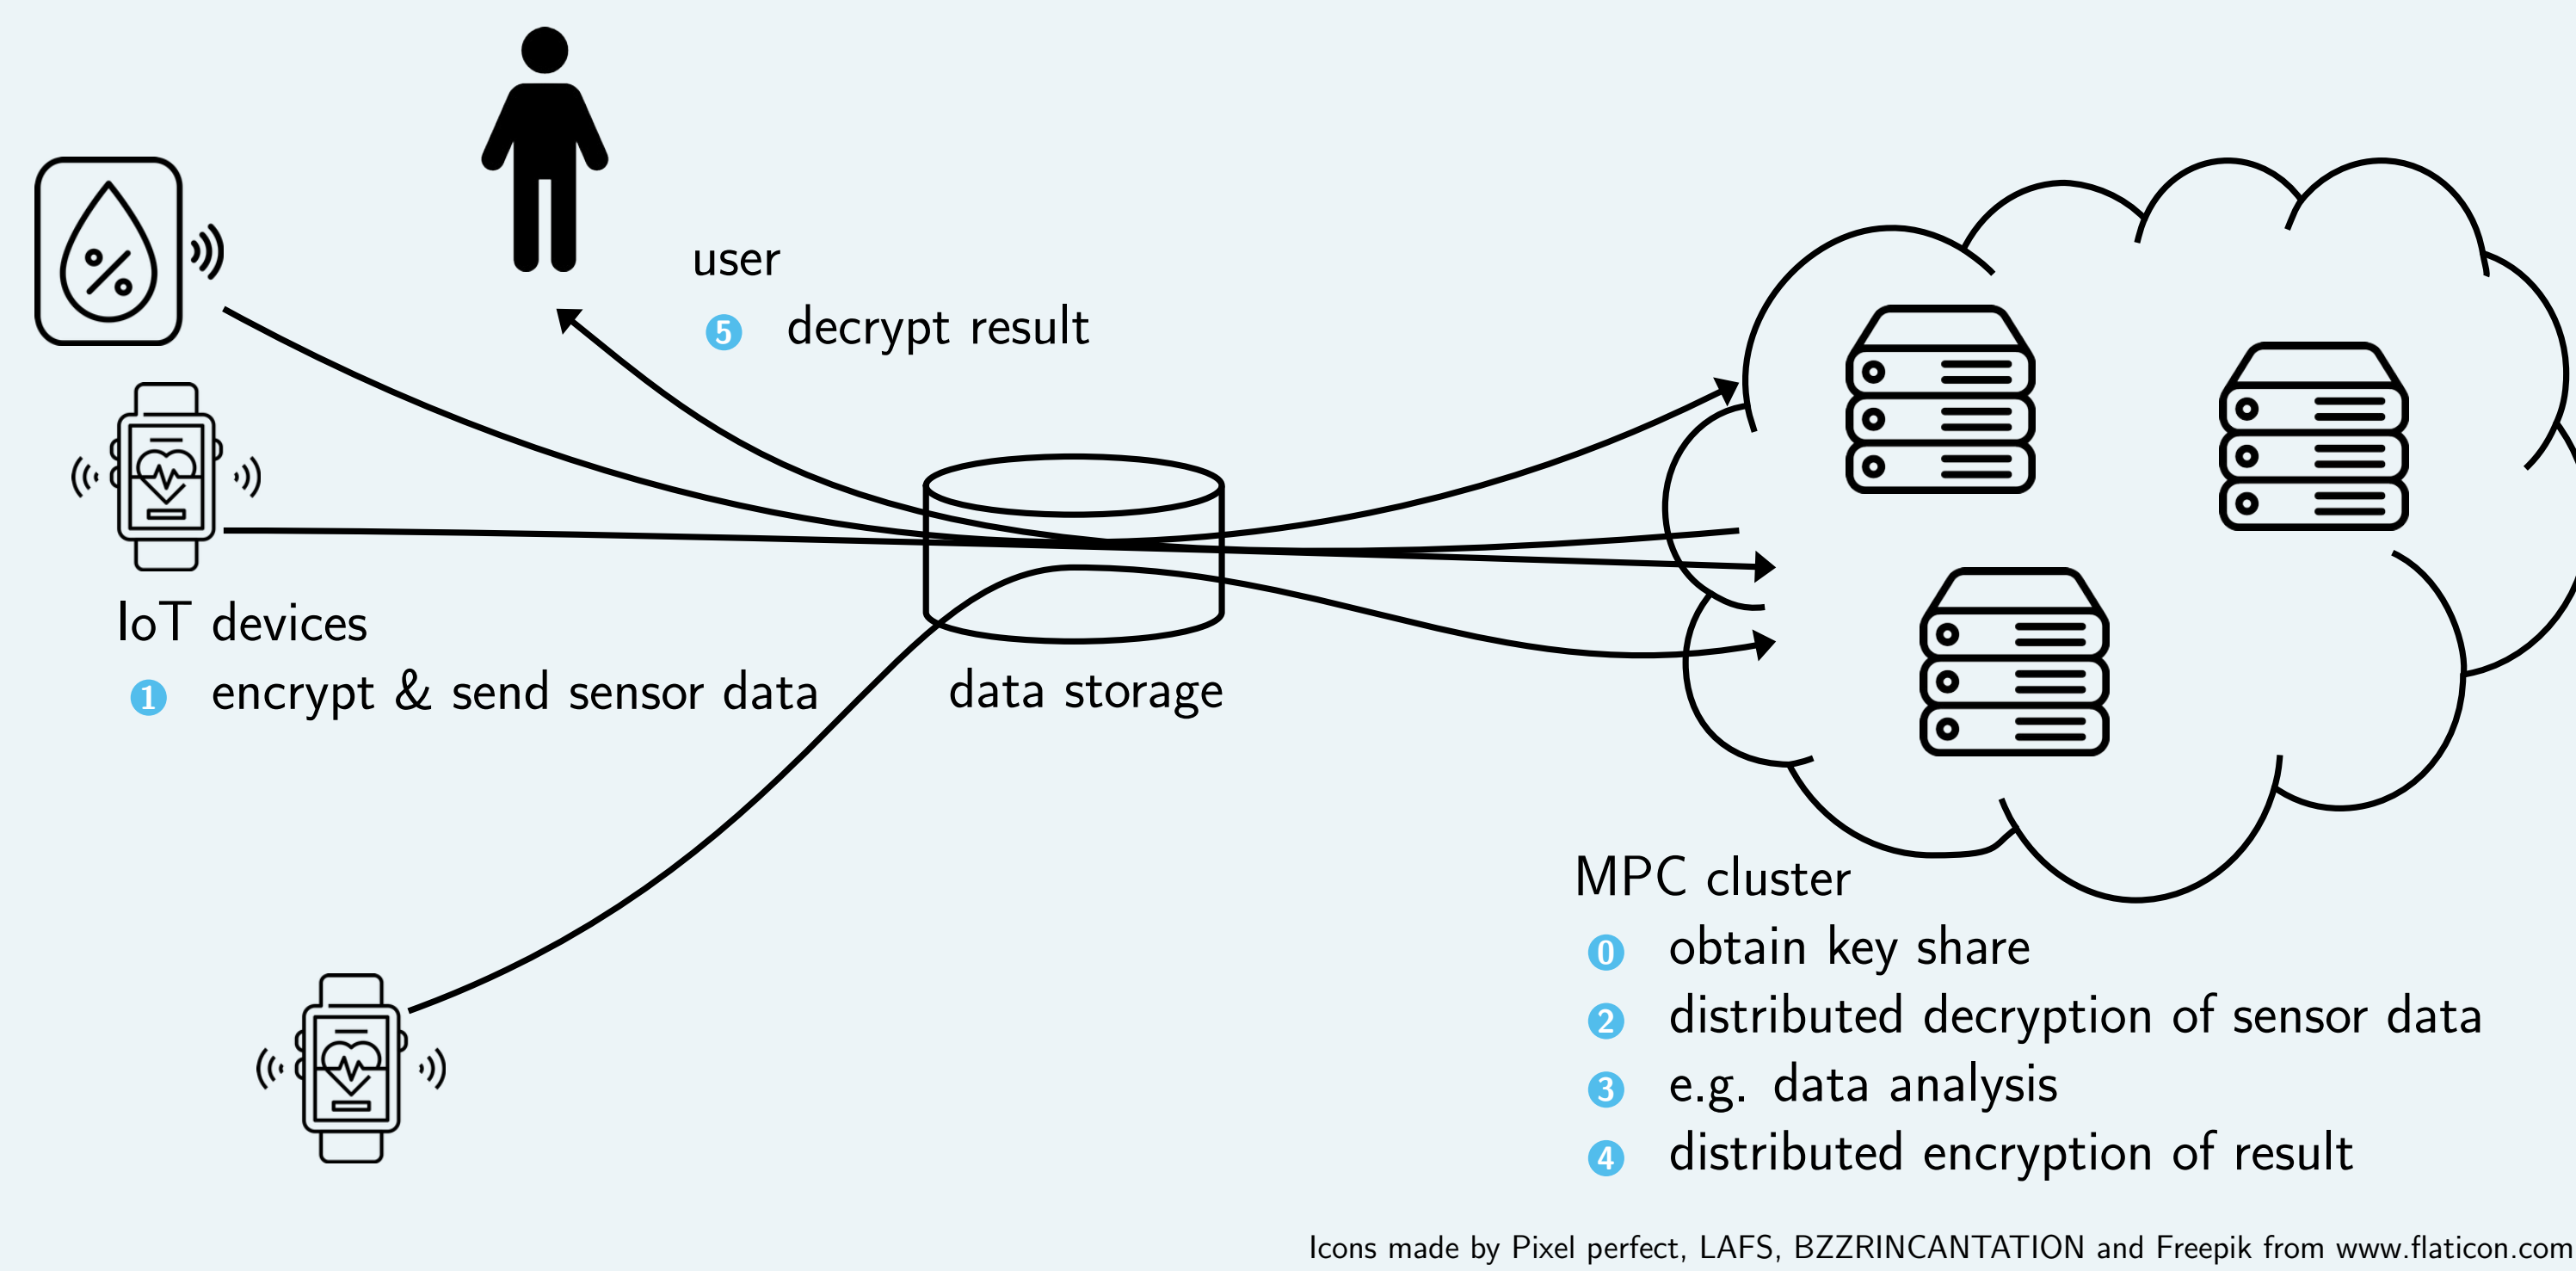 user
5 decrypt result
IoT devices
1 encrypt & send sensor data
data storage
MPC cluster
0 obtain key share
2 distributed decryption of sensor data
3 e.g. data analysis
4 distributed encryption of result
Icons made by Pixel perfect, LAFS, BZZRINCANTATION and Freepik from www.flaticon.com